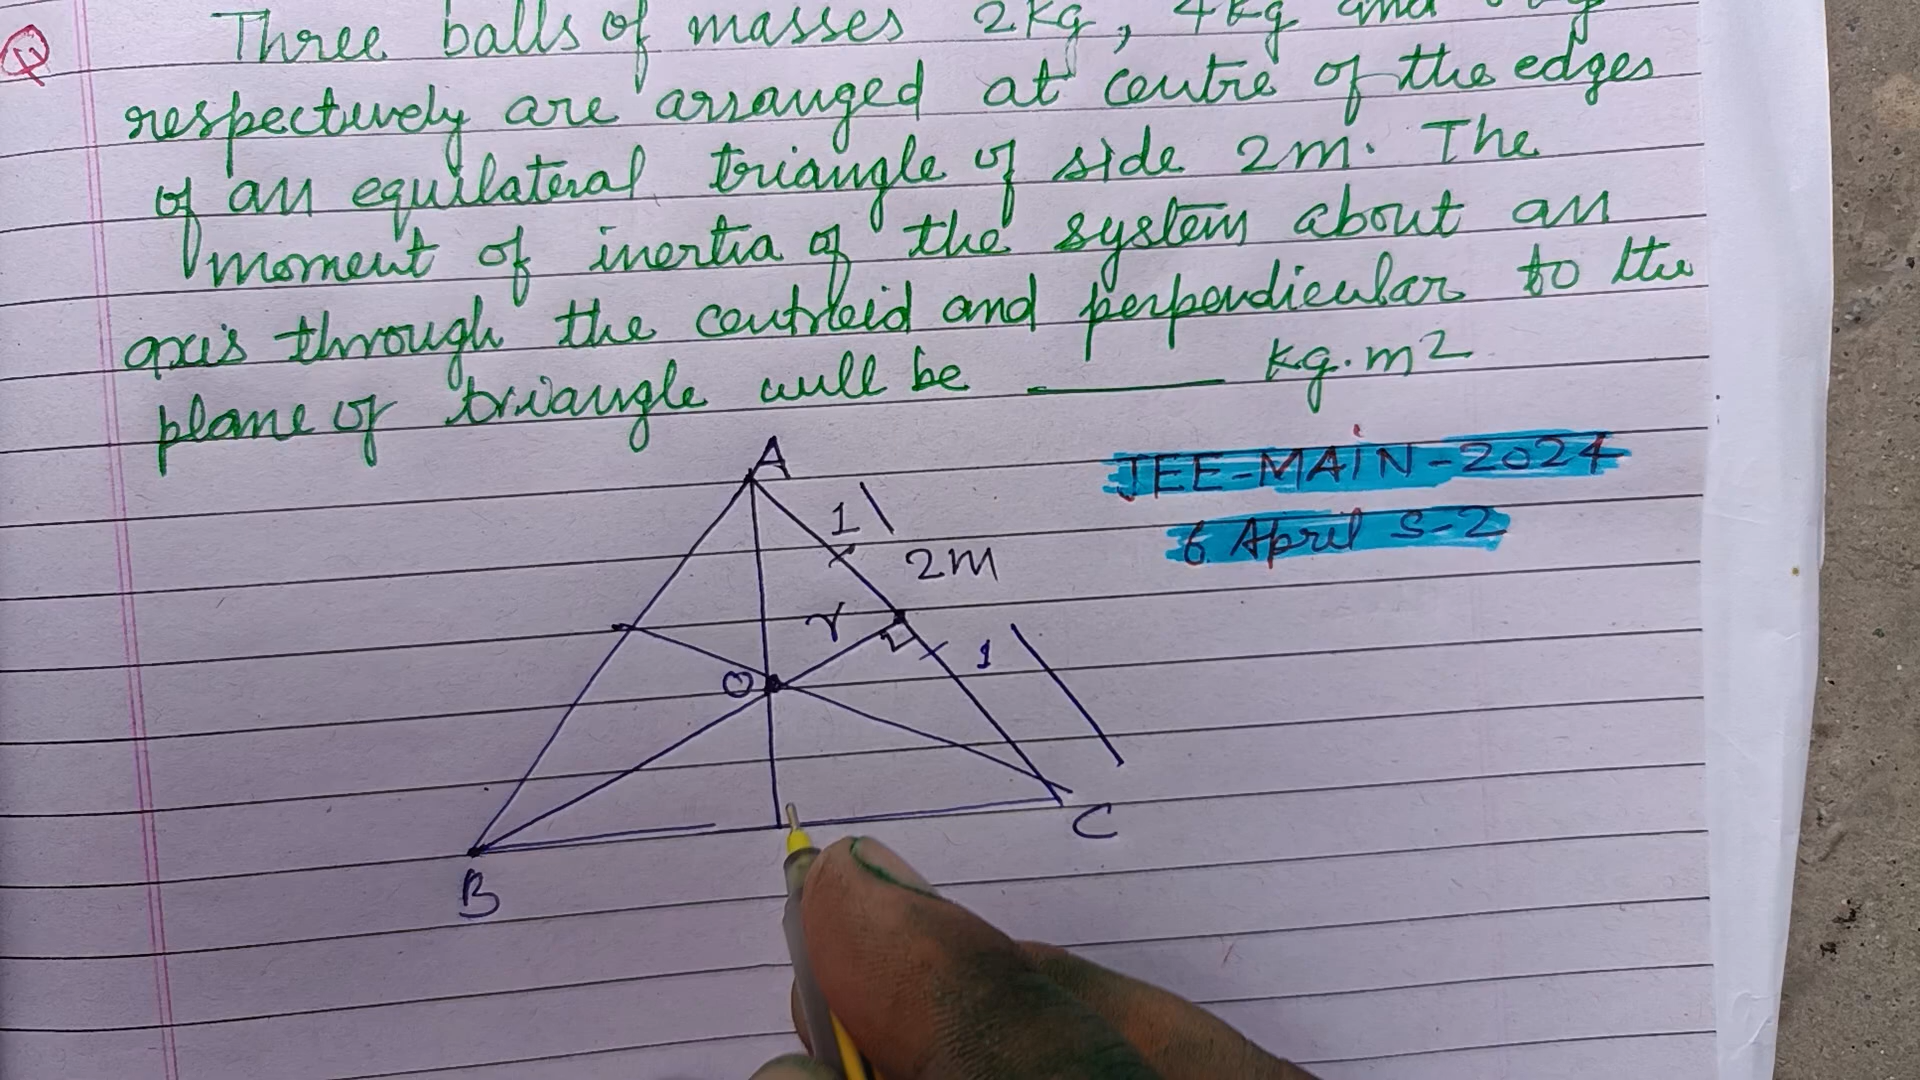 Q Three balls of masses 2kg, 4kg and
respectively are arranged at centre of the edges
of an equilateral triangle of side 2m. The
moment of inertia of the system about an
axis through the centroid and perpendicular to the
plane of triangle will be ______ kg.m2
JEE-MAIN-2024
6 April S-2
A
1
2m
r
O
1
C
B